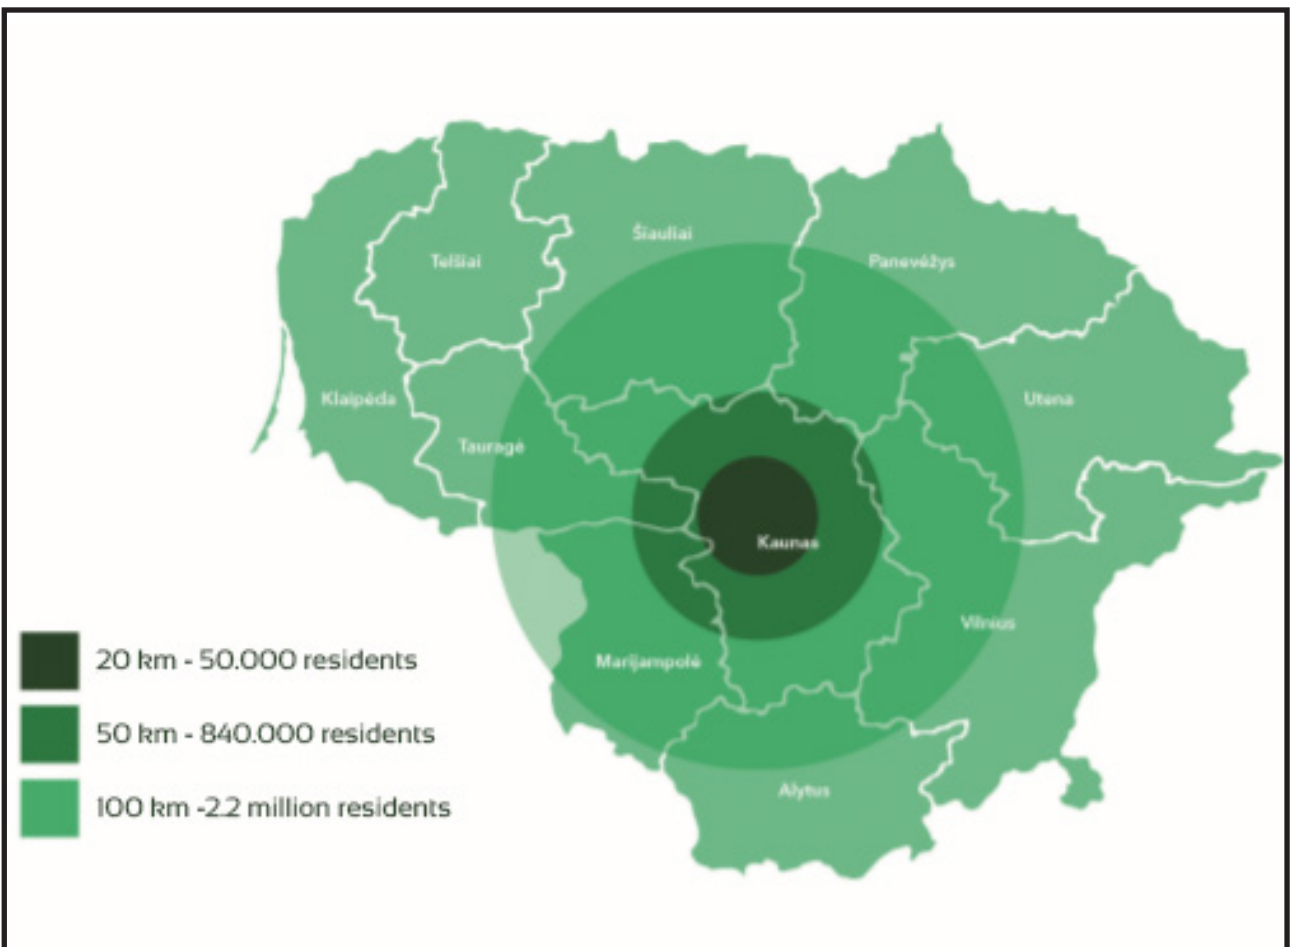 Šiauliai
Telšiai
Panevėžys
Klaipėda
Utena
Tauragė
Kaunas
Vilnius
Marijampolė
Alytus
20 km - 50.000 residents
50 km - 840.000 residents
100 km -2.2 million residents